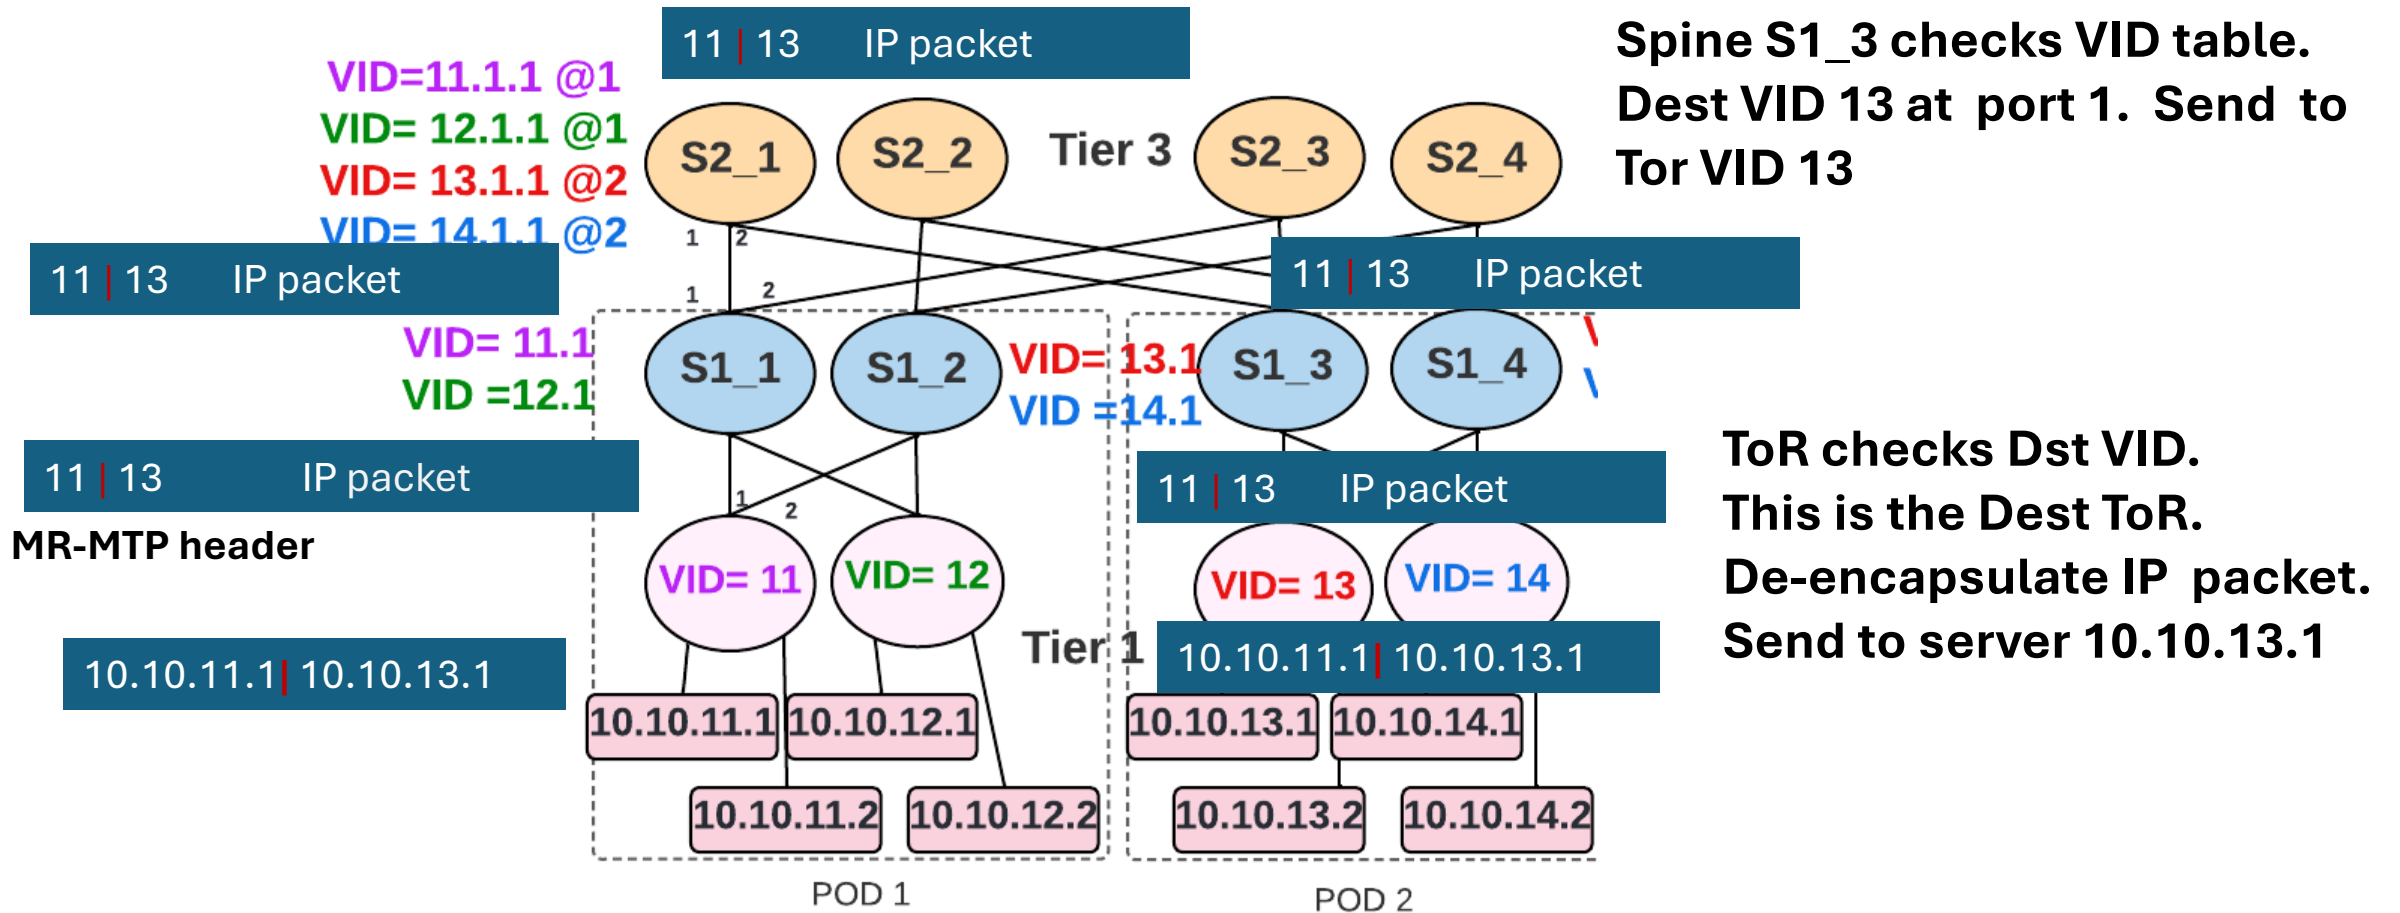 11 | 13 IP packet
Spine S1_3 checks VID table.
Dest VID 13 at port 1. Send to
Tor VID 13
VID=11.1.1 @1
VID= 12.1.1 @1
VID= 13.1.1 @2
VID= 14.1.1 @2
S2_1
S2_2
Tier 3
S2_3
S2_4
1 2
11 | 13 IP packet
11 | 13 IP packet
1 2
VID= 11.1
VID =12.1
S1_1
S1_2
VID= 13.1
VID =14.1
S1_3
S1_4
11 | 13 IP packet
MR-MTP header
1 2
11 | 13 IP packet
ToR checks Dst VID.
This is the Dest ToR.
De-encapsulate IP packet.
Send to server 10.10.13.1
VID= 11
VID= 12
VID= 13
VID= 14
Tier 1
10.10.11.1| 10.10.13.1
10.10.11.1| 10.10.13.1
10.10.11.1
10.10.12.1
10.10.13.1
10.10.14.1
10.10.11.2
10.10.12.2
10.10.13.2
10.10.14.2
POD 1
POD 2